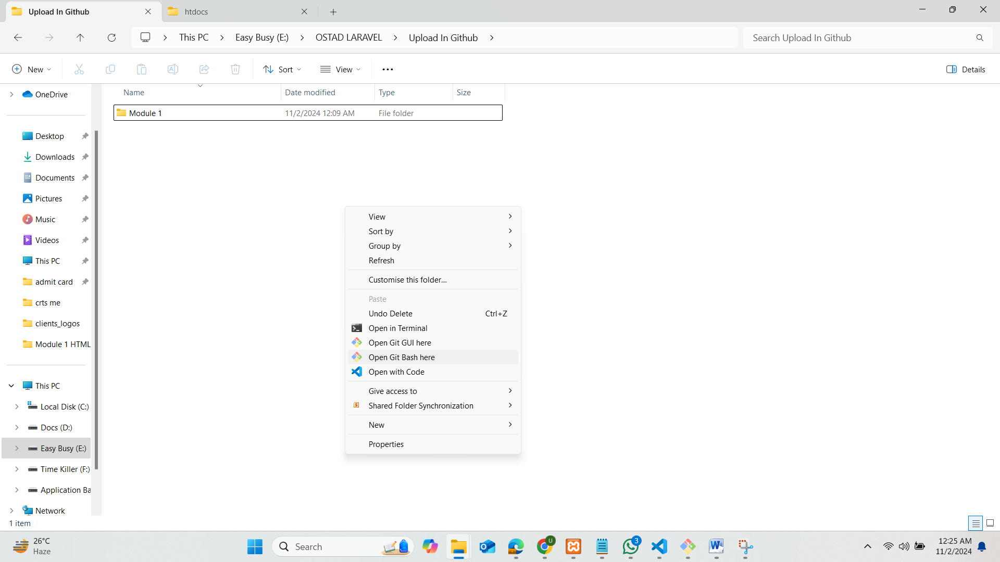 Upload In Github
htdocs
This PC
Easy Busy (E:)
OSTAD LARAVEL
Upload In Github
Search Upload In Github
New
Sort
View
Details
OneDrive
Desktop
Downloads
Documents
Pictures
Music
Videos
This PC
admit card
crts me
clients_logos
Module 1 HTML
This PC
Local Disk (C:)
Docs (D:)
Easy Busy (E:)
Time Killer (F:)
Application Ba
Network
Name Date modified Type Size
Module 1 11/2/2024 12:09 AM File folder
View
Sort by
Group by
Refresh
Customise this folder...
Paste
Undo Delete Ctrl+Z
Open in Terminal
Open Git GUI here
Open Git Bash here
Open with Code
Give access to
Shared Folder Synchronization
New
Properties
1 item
26°C
Haze
Search
U
3
12:25 AM
11/2/2024